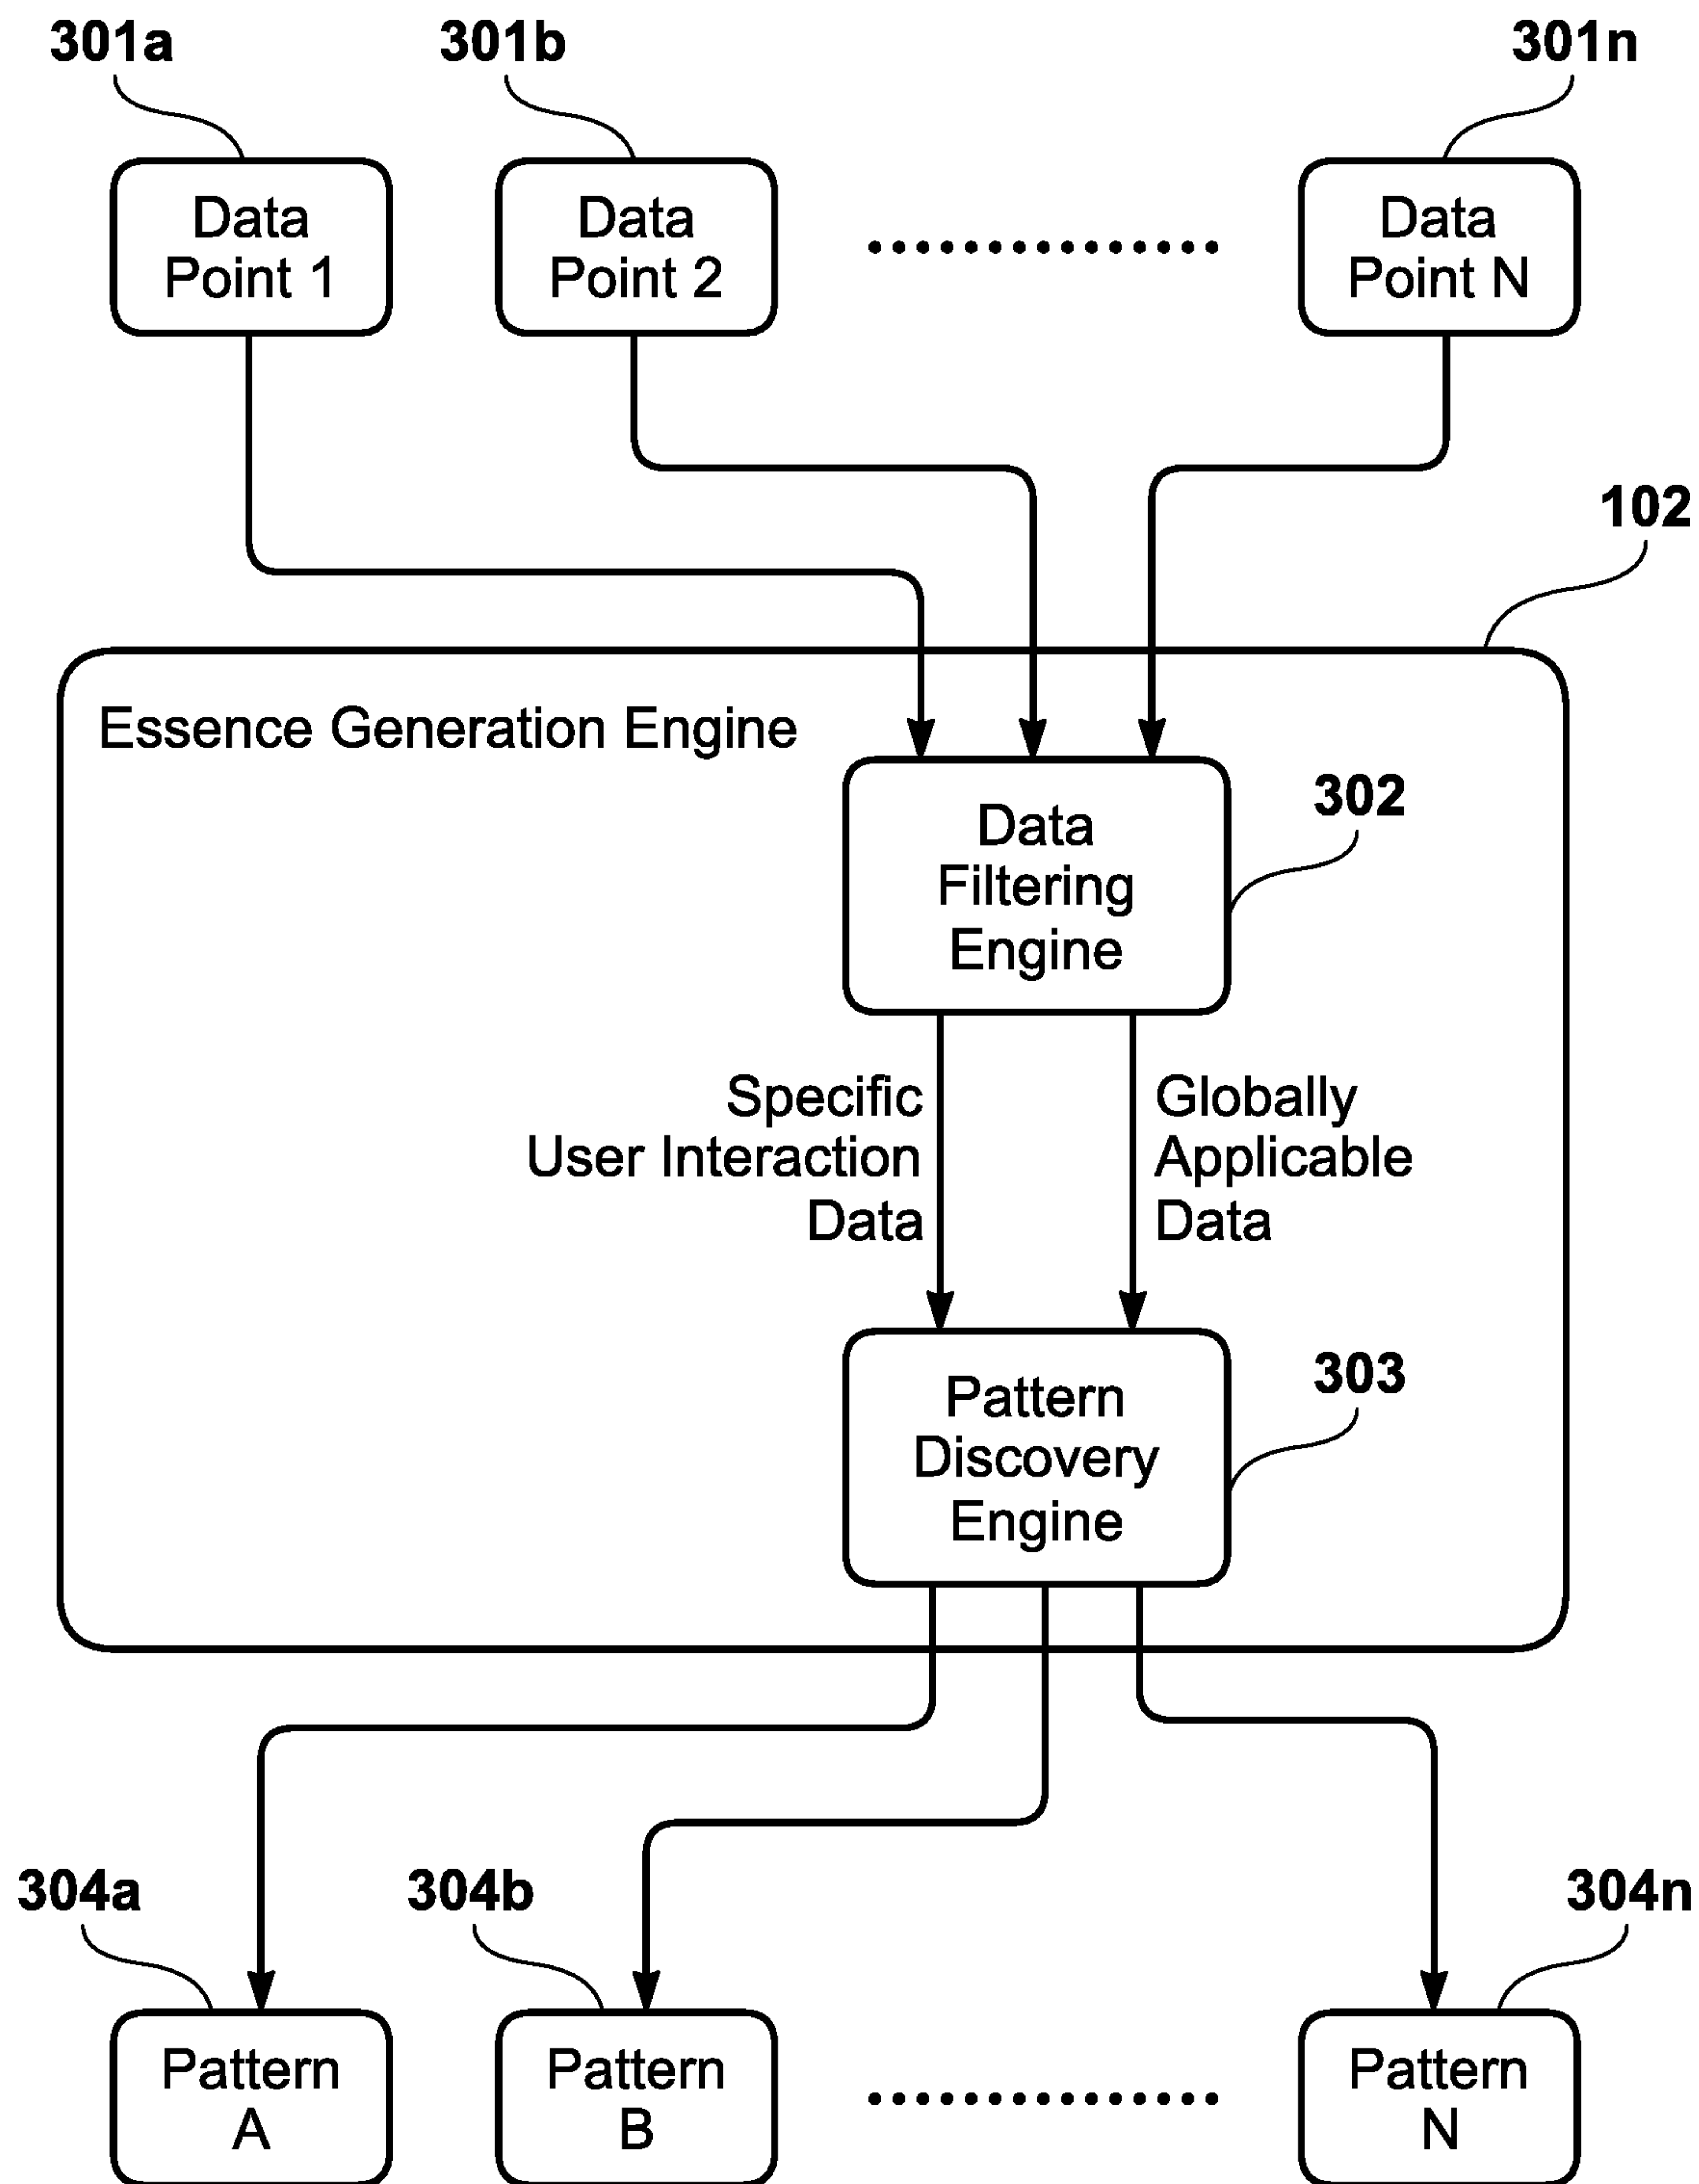 301a
301b
301n
Data
Point 1
Data
Point 2
Data
Point N
102
Essence Generation Engine
Data
Filtering
Engine
302
Specific
User Interaction
Data
Globally
Applicable
Data
Pattern
Discovery
Engine
303
304a
304b
304n
Pattern
A
Pattern
B
Pattern
N